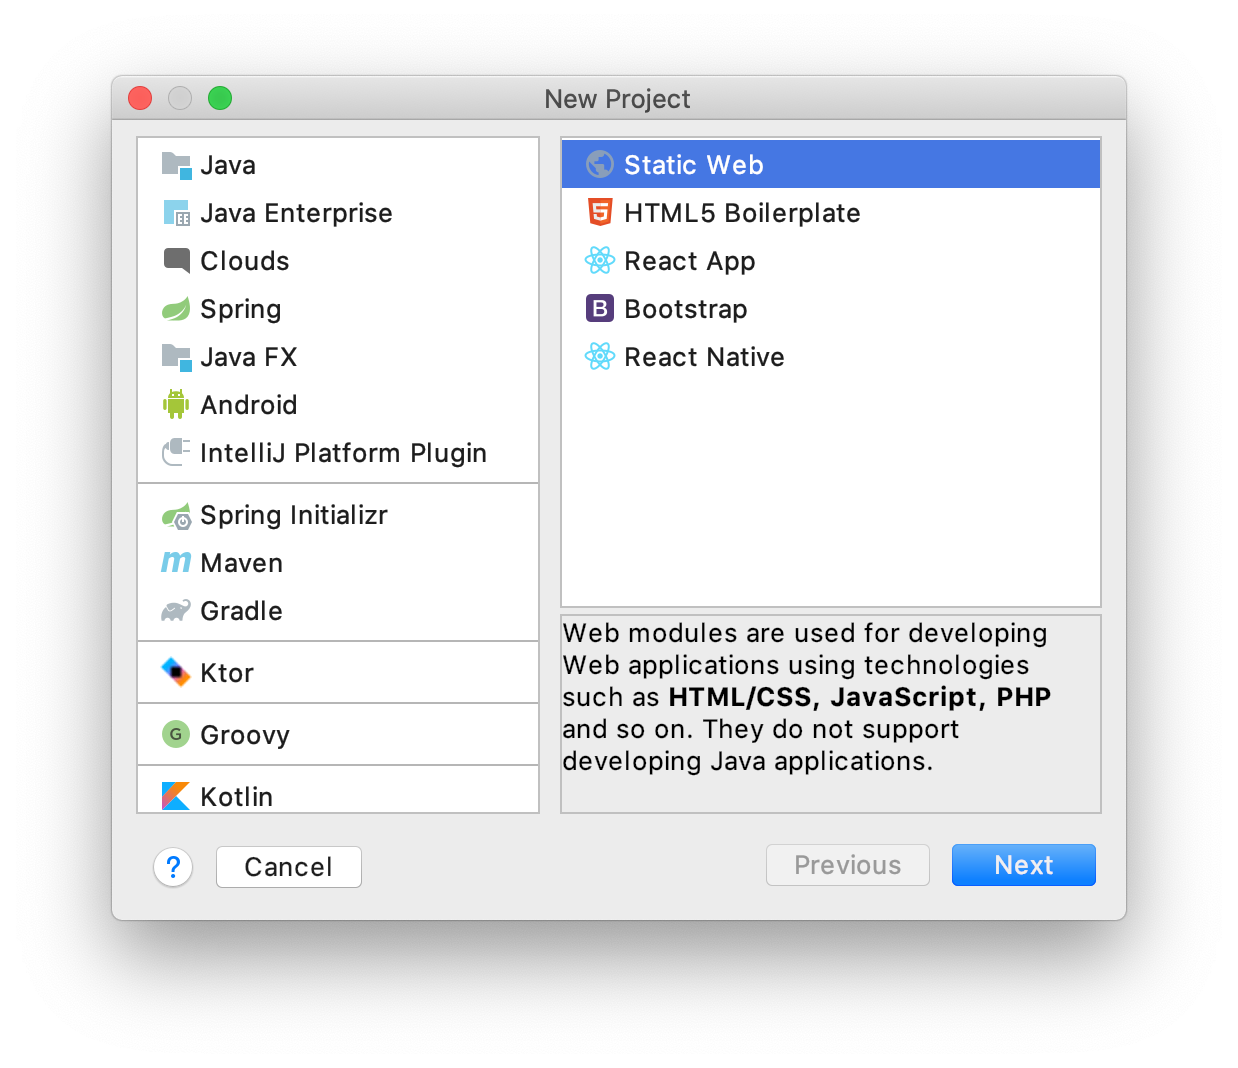 New Project
Java
Java Enterprise
Clouds
Spring
Java FX
Android
IntelliJ Platform Plugin
Spring Initializr
Maven
Gradle
Ktor
Groovy
Kotlin
Static Web
HTML5 Boilerplate
React App
Bootstrap
React Native
Web modules are used for developing
Web applications using technologies
such as HTML/CSS, JavaScript, PHP
and so on. They do not support
developing Java applications.
?
Cancel
Previous
Next